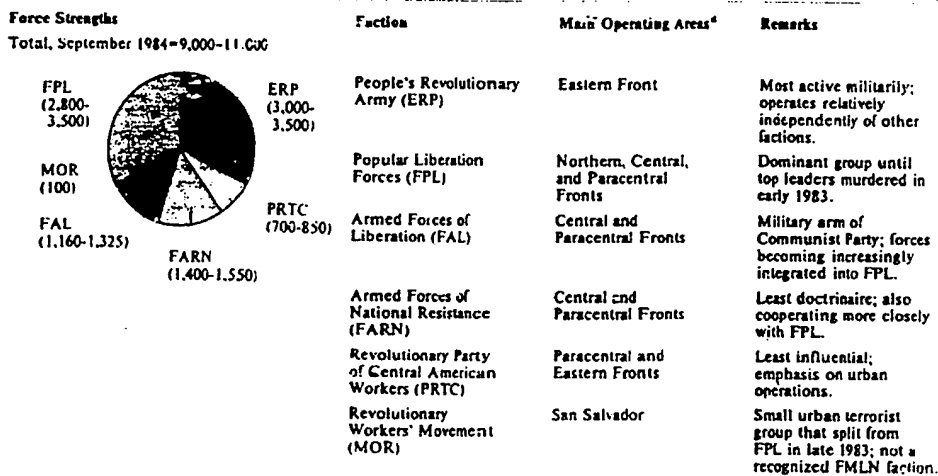 Force Strengths
Total, September 1984=9,000-11,000
FPL
(2,800-
3,500)
ERP
(3,000-
3,500)
MOR
(100)
FAL
(1,160-1,325)
PRTC
(700-850)
FARN
(1,400-1,550)
Faction
Main Operating Areasª
Remarks
People's Revolutionary
Army (ERP)
Eastern Front
Most active militarily;
operates relatively
independently of other
factions.
Popular Liberation
Forces (FPL)
Northern, Central,
and Paracentral
Fronts
Dominant group until
top leaders murdered in
early 1983.
Armed Forces of
Liberation (FAL)
Central and
Paracentral Fronts
Military arm of
Communist Party; forces
becoming increasingly
integrated into FPL.
Armed Forces of
National Resistance
(FARN)
Central and
Paracentral Fronts
Least doctrinaire; also
cooperating more closely
with FPL.
Revolutionary Party
of Central American
Workers (PRTC)
Paracentral and
Eastern Fronts
Least influential;
emphasis on urban
operations.
Revolutionary
Workers' Movement
(MOR)
San Salvador
Small urban terrorist
group that split from
FPL in late 1983; not a
recognized FMLN faction.